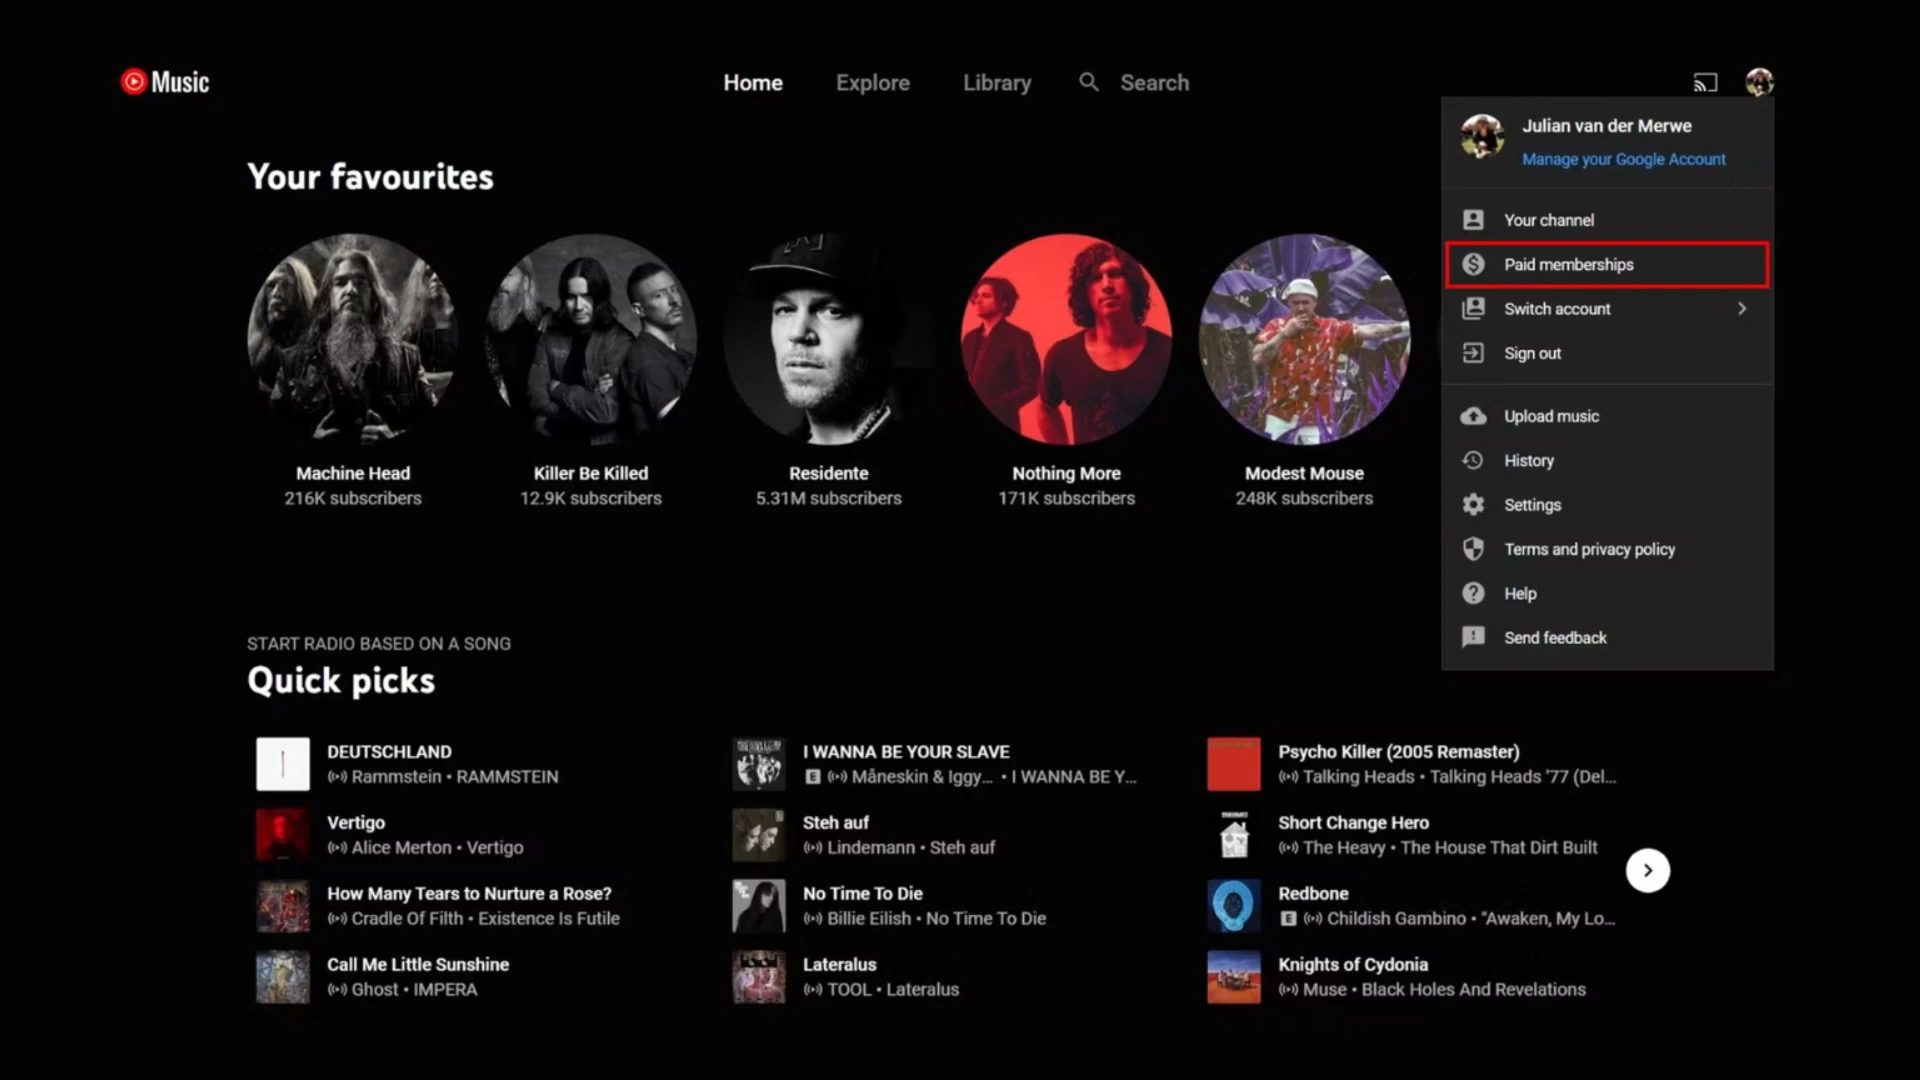 Music
Home
Explore
Library
Search
Julian van der Merwe
Manage your Google Account
Your channel
Paid memberships
Switch account
Sign out
Upload music
History
Settings
Terms and privacy policy
Help
Send feedback
Your favourites
Machine Head
216K subscribers
Killer Be Killed
12.9K subscribers
Residente
5.31M subscribers
Nothing More
171K subscribers
Modest Mouse
248K subscribers
START RADIO BASED ON A SONG
Quick picks
DEUTSCHLAND
Rammstein • RAMMSTEIN
Vertigo
Alice Merton • Vertigo
How Many Tears to Nurture a Rose?
Cradle Of Filth • Existence Is Futile
Call Me Little Sunshine
Ghost • IMPERA
I WANNA BE YOUR SLAVE
E Måneskin & Iggy... • I WANNA BE Y...
Steh auf
Lindemann • Steh auf
No Time To Die
Billie Eilish • No Time To Die
Lateralus
TOOL • Lateralus
Psycho Killer (2005 Remaster)
Talking Heads • Talking Heads '77 (Del...
Short Change Hero
The Heavy • The House That Dirt Built
Redbone
E Childish Gambino • "Awaken, My Lo...
Knights of Cydonia
Muse • Black Holes And Revelations